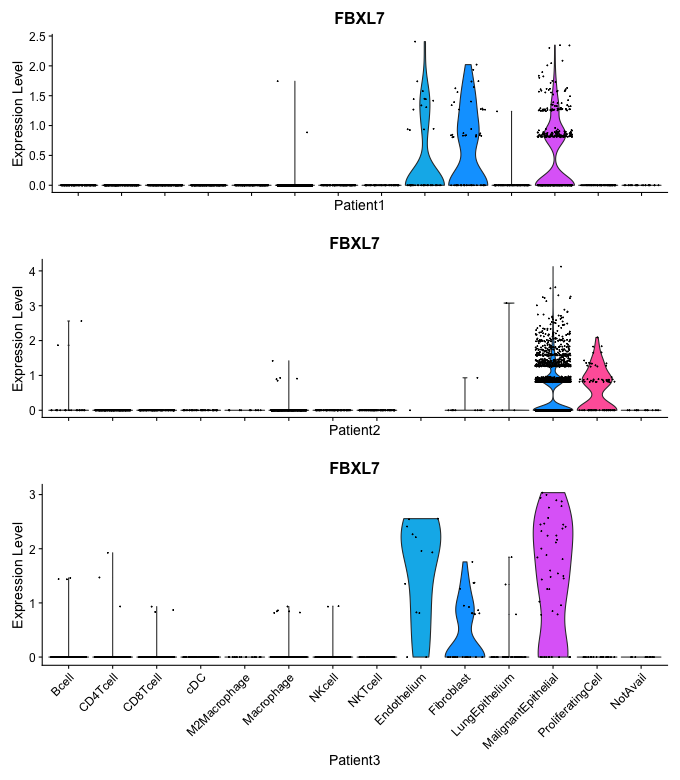 FBXL7
Expression Level
2.5
2.0
1.5
1.0
0.5
0.0
Patient1
FBXL7
Expression Level
4
3
2
1
0
Patient2
FBXL7
Expression Level
3
2
1
0
Bcell
CD4Tcell
CD8Tcell
cDC
M2Macrophage
Macrophage
NKcell
NKTcell
Endothelium
Fibroblast
LungEpithelium
MalignantEpithelial
ProliferatingCell
NotAvail
Patient3